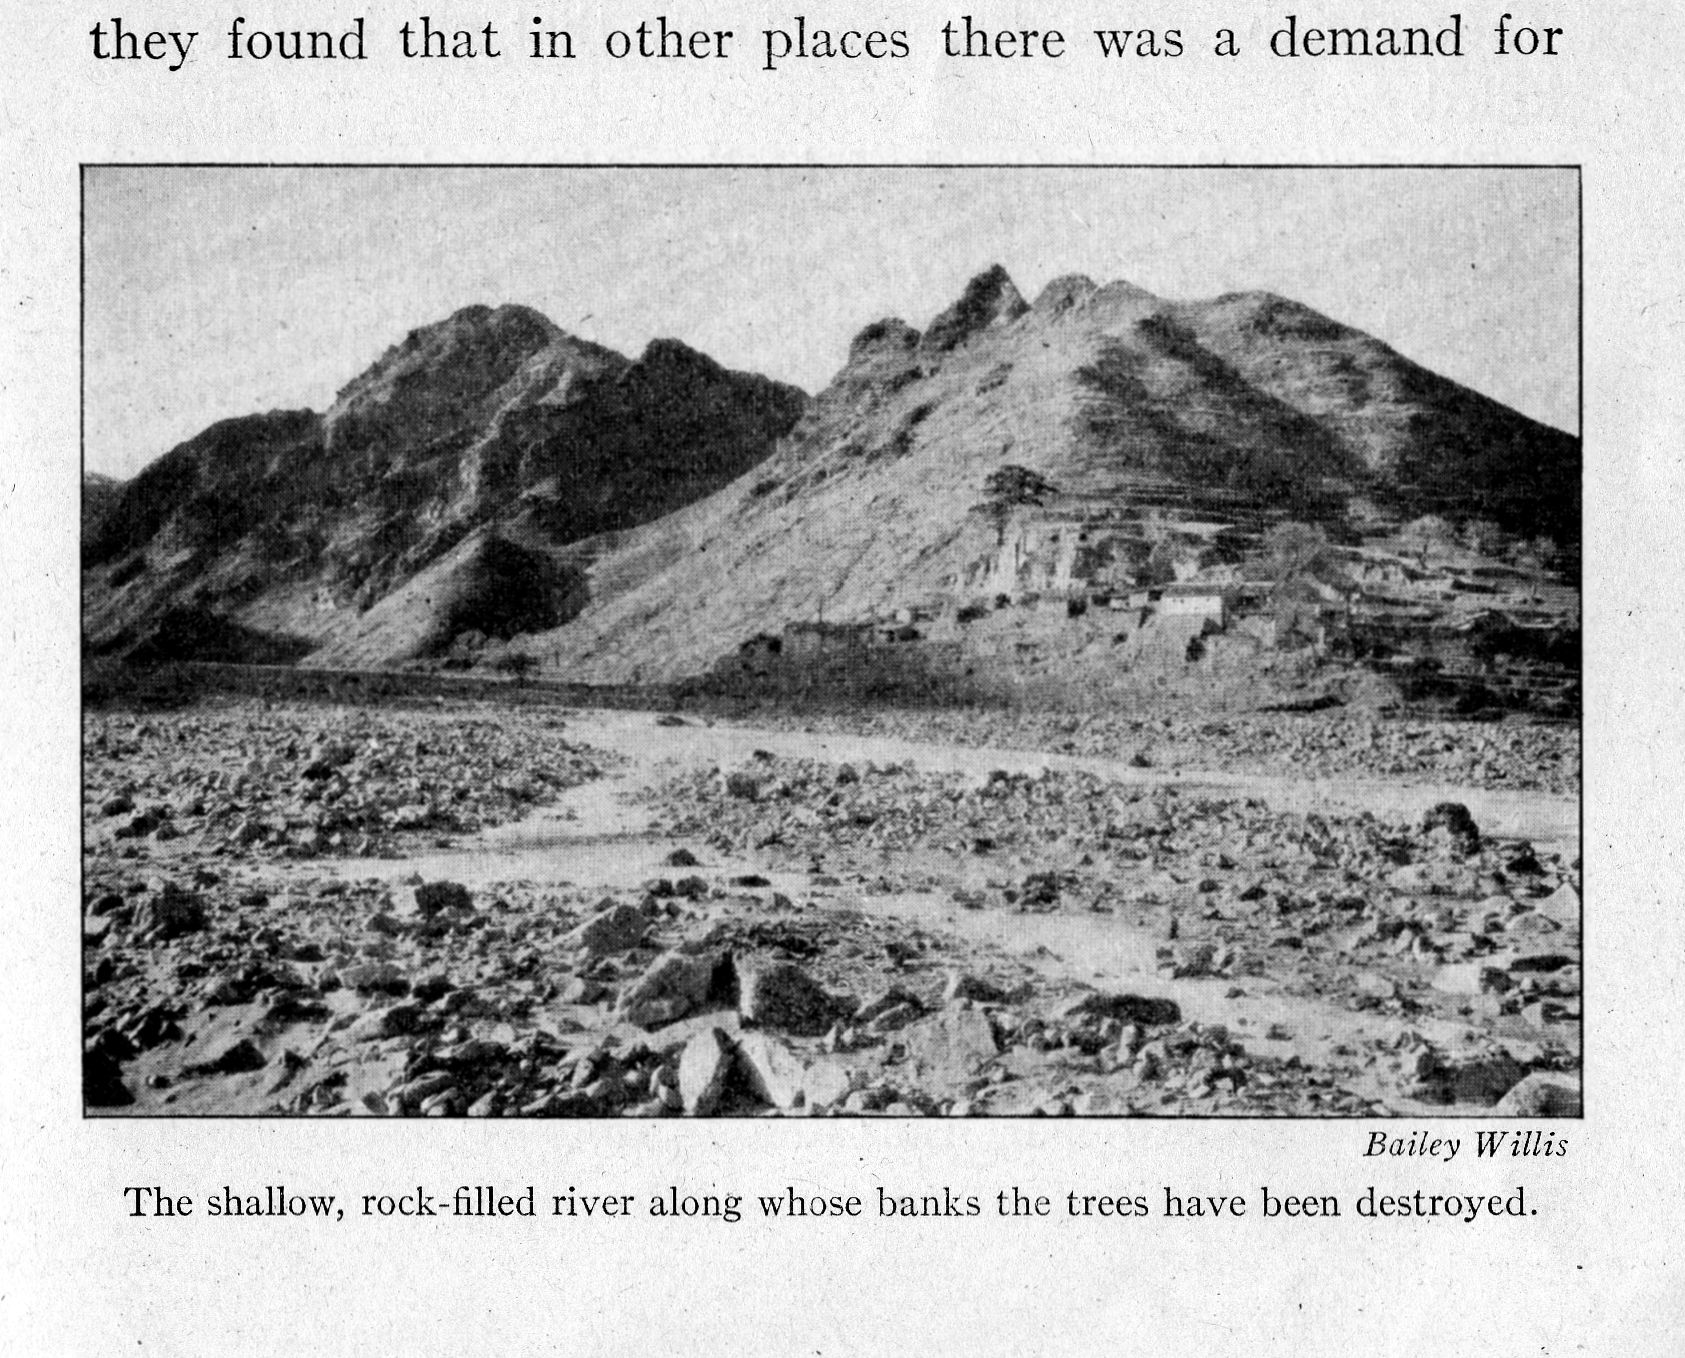 they found that in other places there was a demand for
Bailey Willis
The shallow, rock-filled river along whose banks the trees have been destroyed.